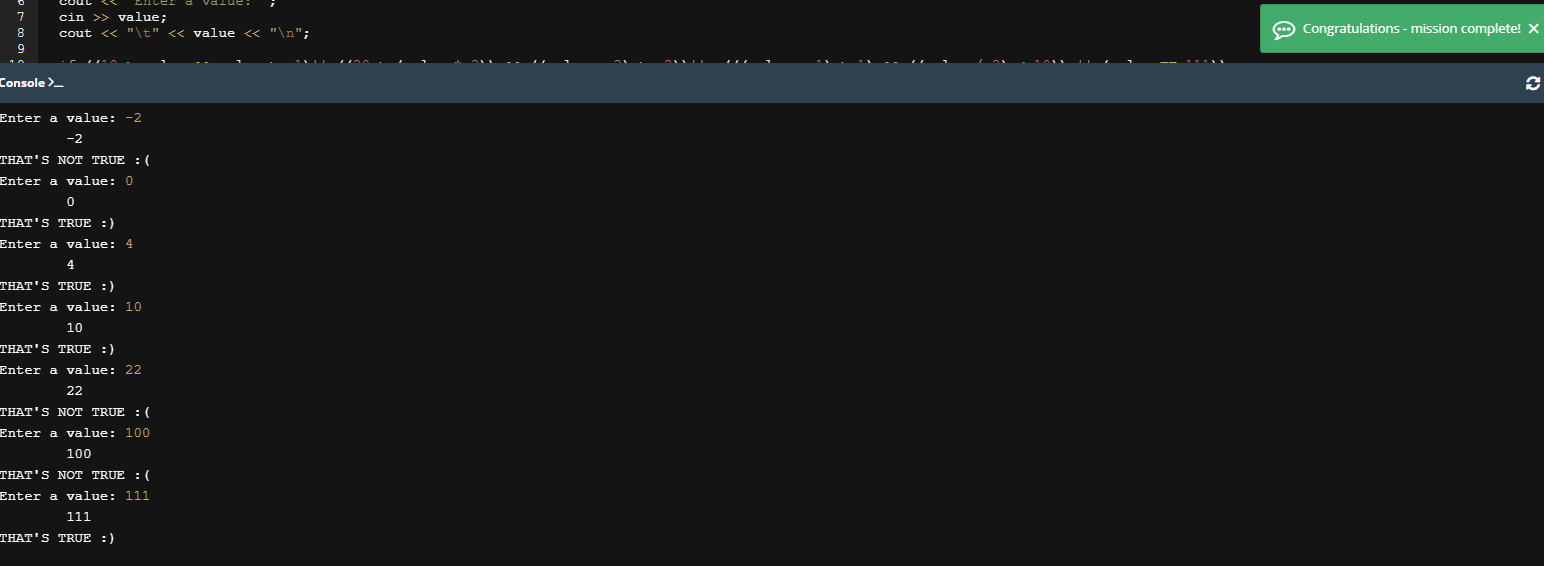 6 cout << "Enter a value: ";
7 cin >> value;
8 cout << "\t" << value << "\n";
9
10
Congratulations - mission complete! ×
Console >_
Enter a value: -2
-2
THAT'S NOT TRUE :(
Enter a value: 0
0
THAT'S TRUE :)
Enter a value: 4
4
THAT'S TRUE :)
Enter a value: 10
10
THAT'S TRUE :)
Enter a value: 22
22
THAT'S NOT TRUE :(
Enter a value: 100
100
THAT'S NOT TRUE :(
Enter a value: 111
111
THAT'S TRUE :)